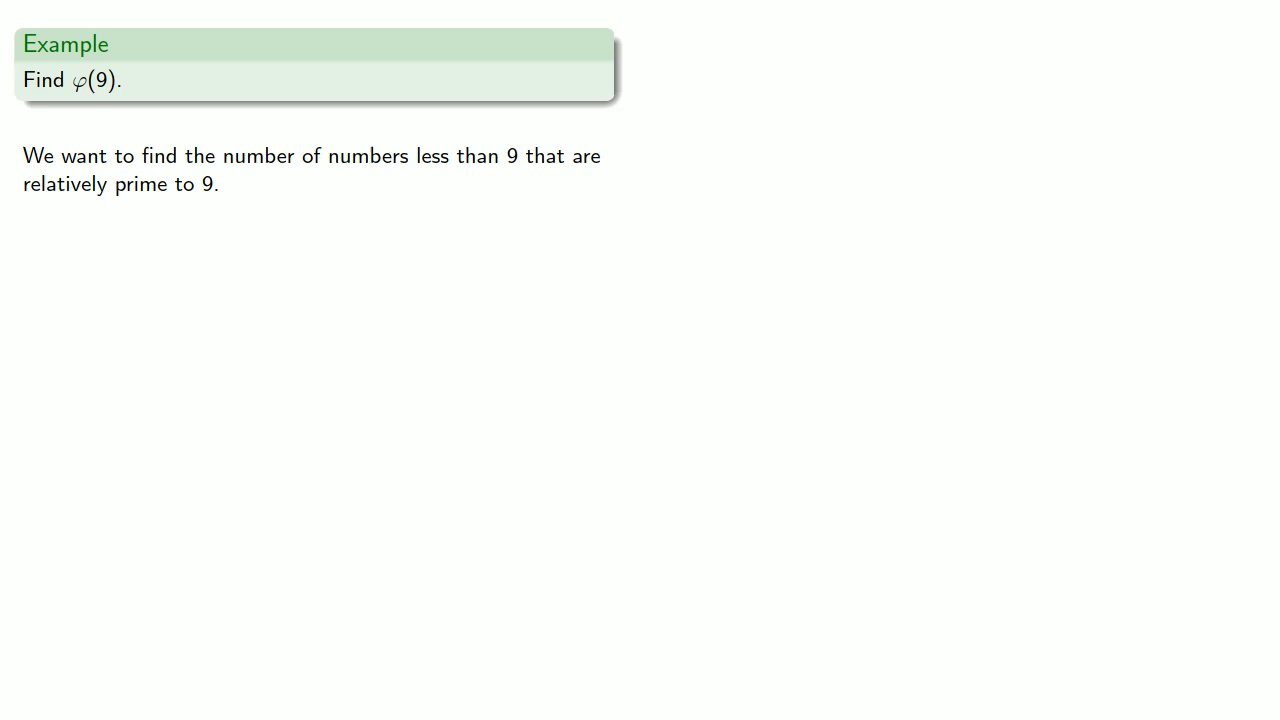 Example
Find φ(9).
We want to find the number of numbers less than 9 that are
relatively prime to 9.